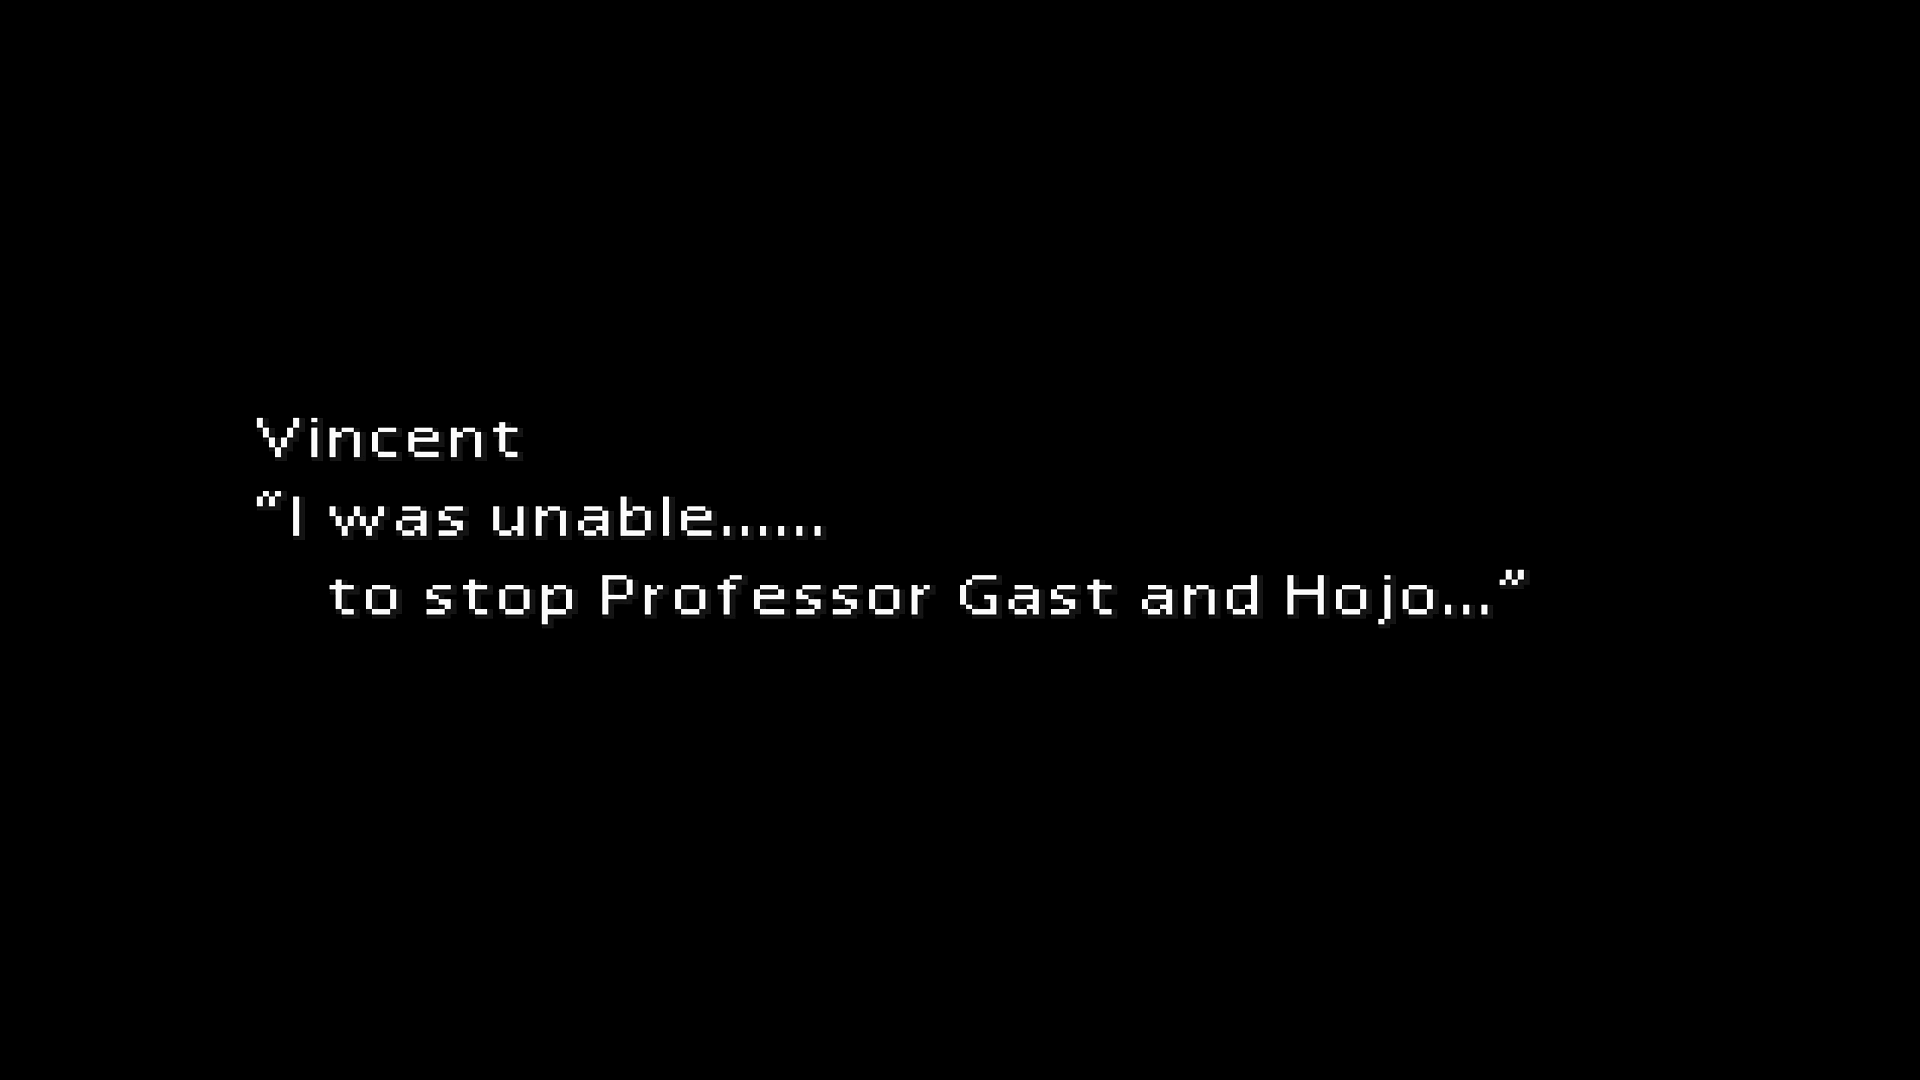 Vincent
“I was unable......
to stop Professor Gast and Hojo...”